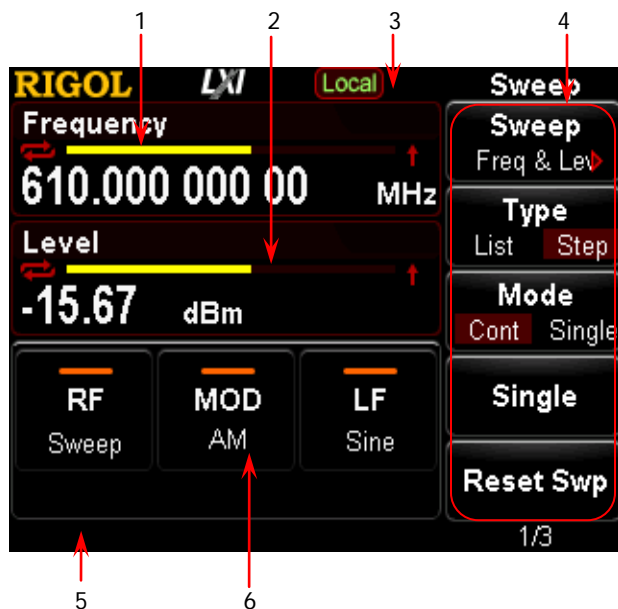 1 2 3 4
RIGOL LXI Local Sweep
Frequency
610.000 000 00 MHz
Level
-15.67 dBm
RF
Sweep
MOD
AM
LF
Sine
Sweep
Freq & Lev
Type
List Step
Mode
Cont Single
Single
Reset Swp
1/3
5 6